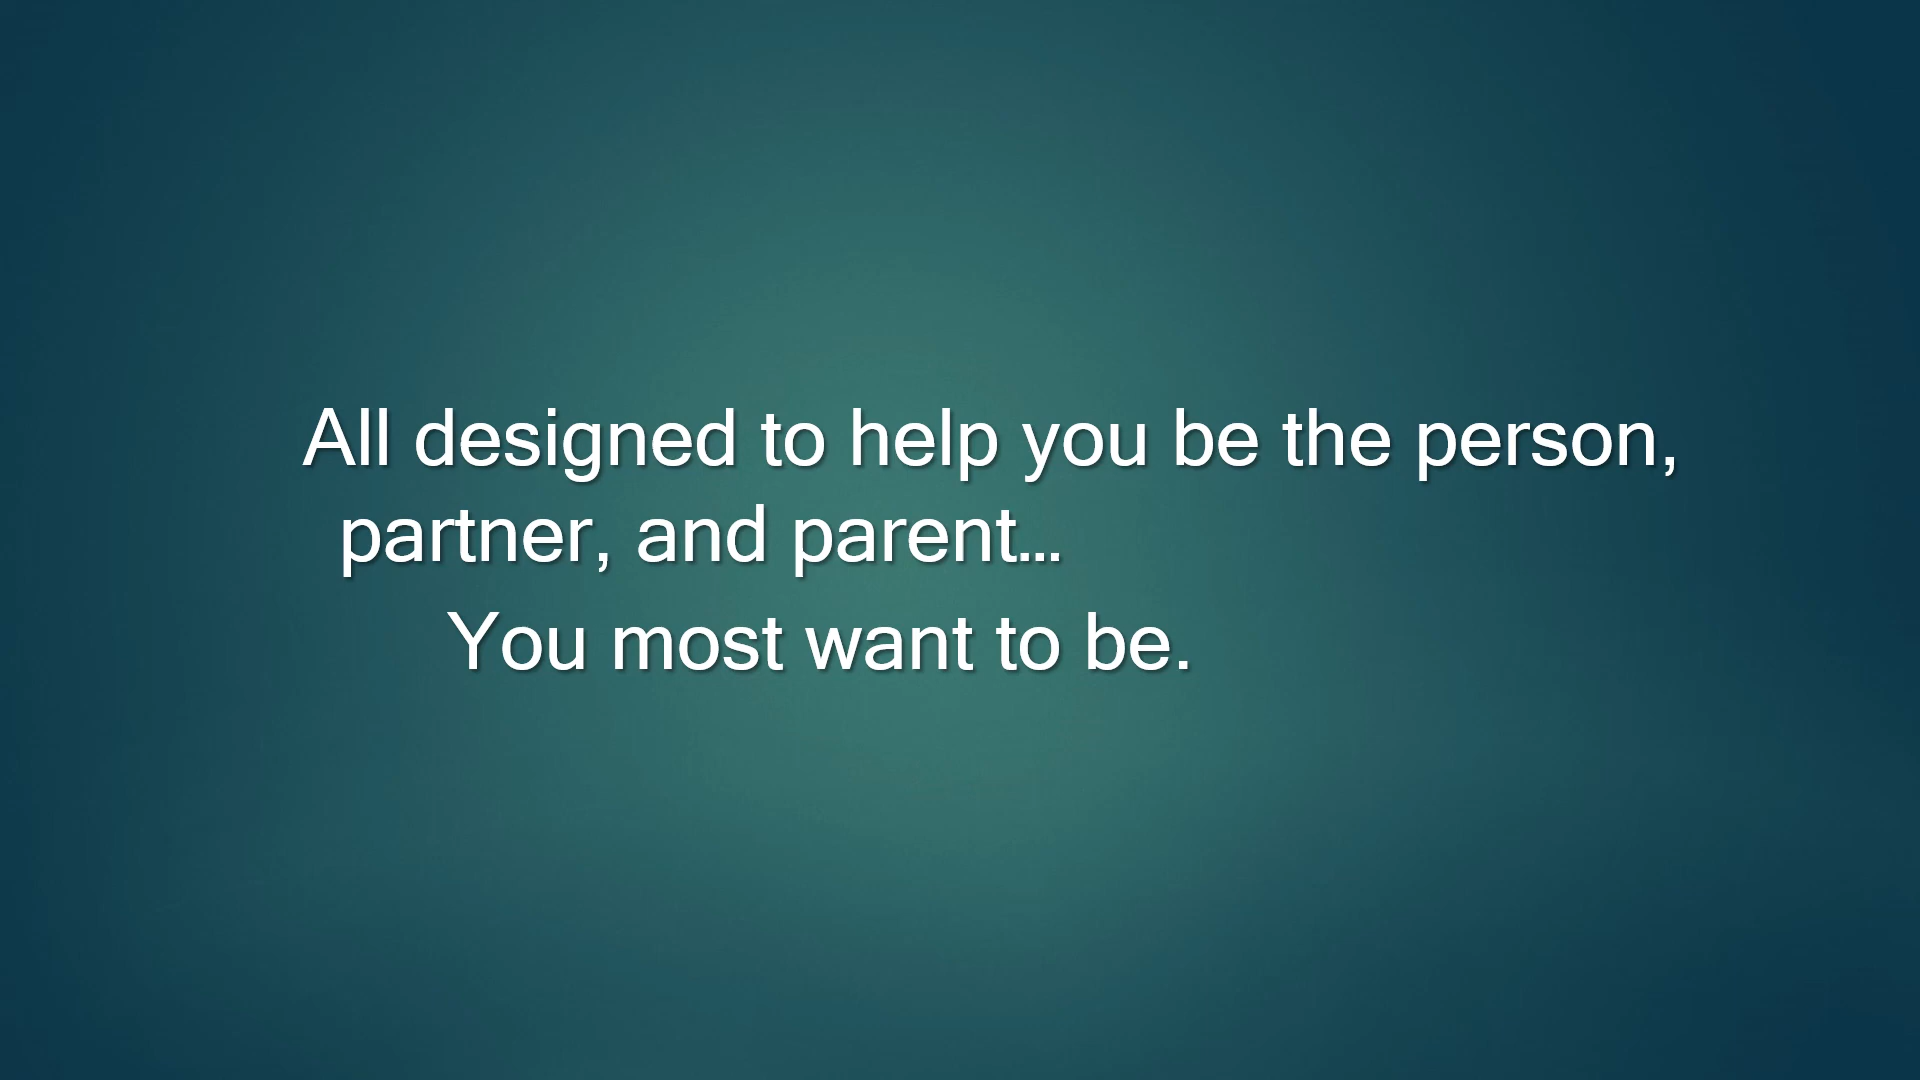 All designed to help you be the person,
partner, and parent...
You most want to be.